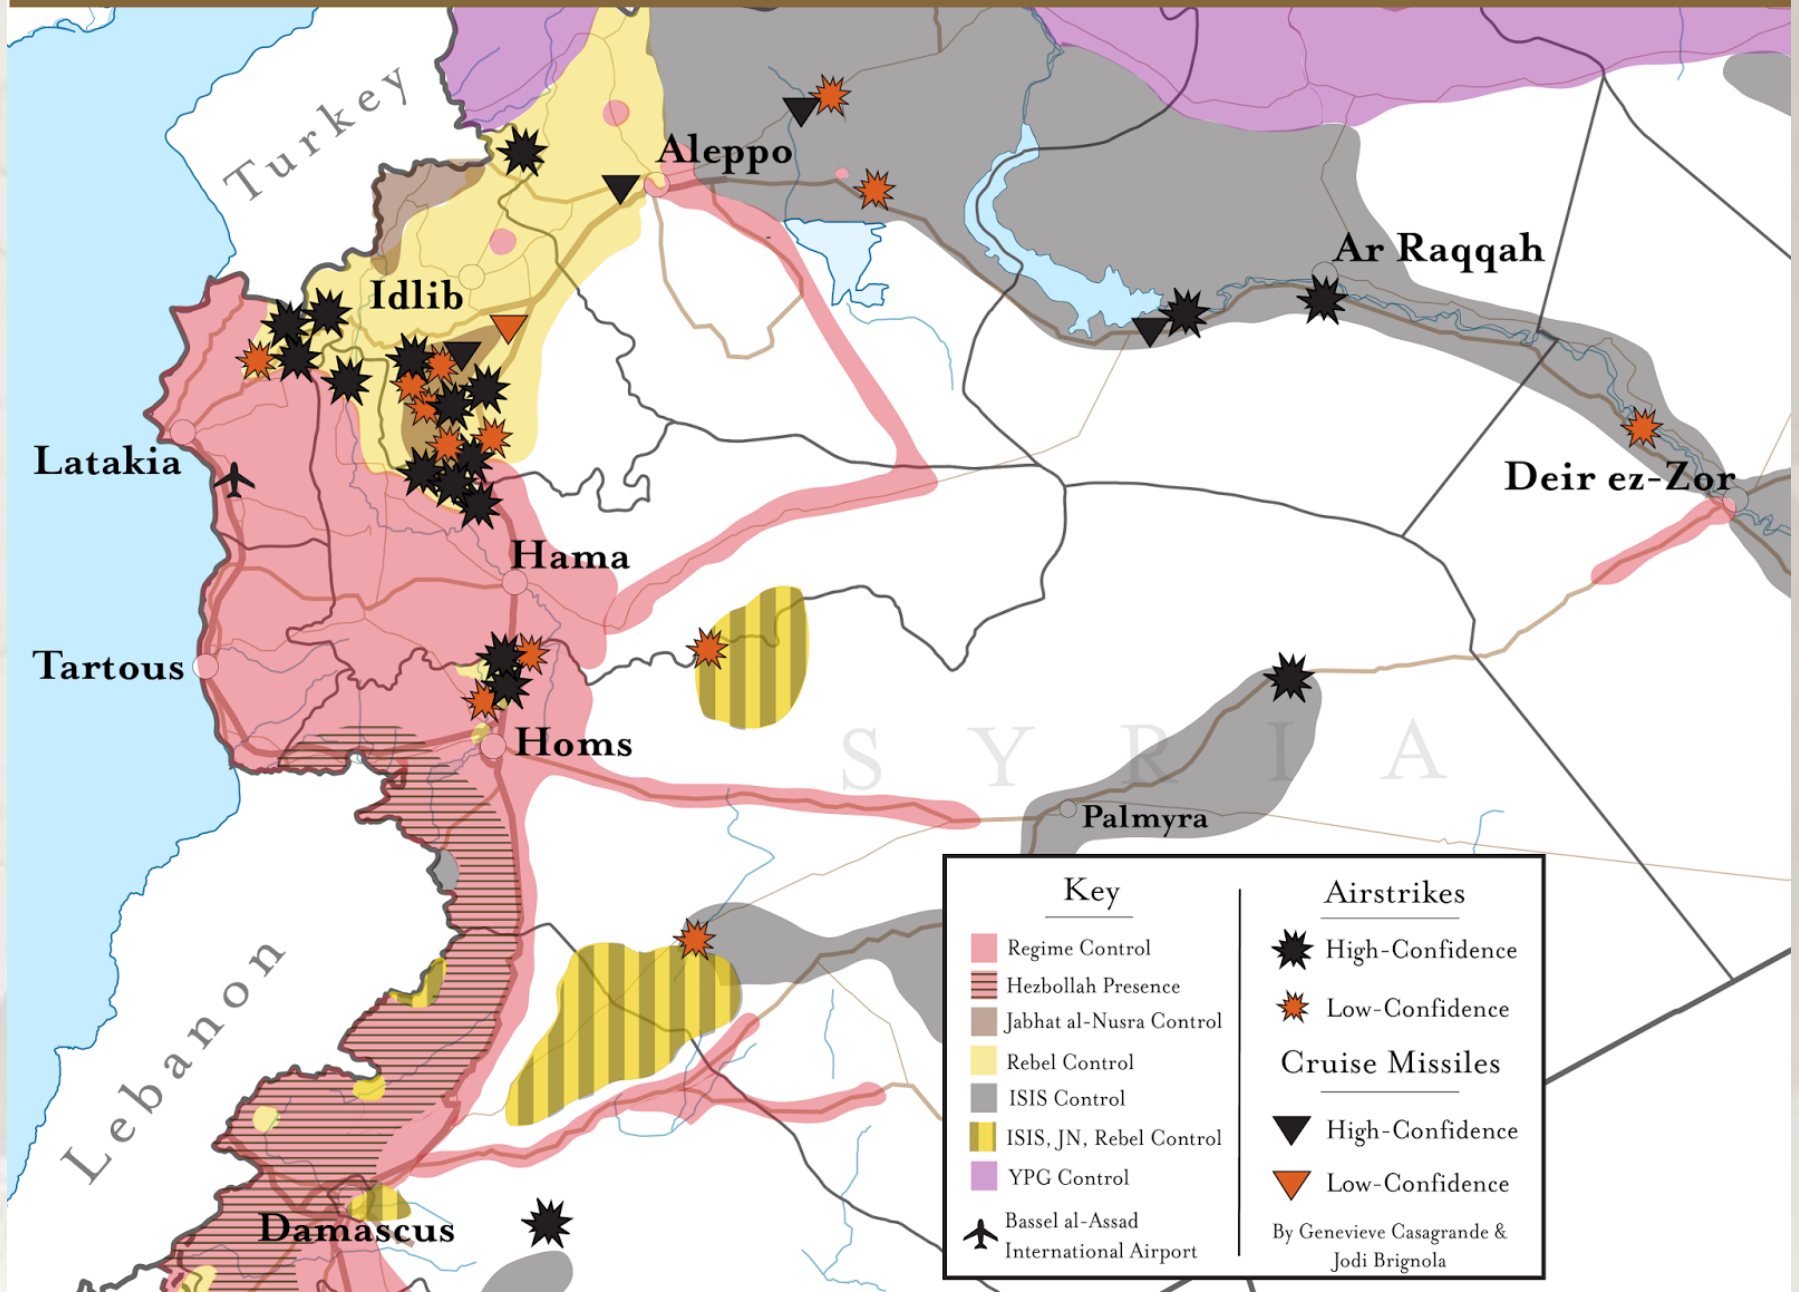 Turkey
Aleppo
Ar Raqqah
Idlib
Latakia
Deir ez-Zor
Hama
Tartous
Homs
SYRIA
Palmyra
Lebanon
Damascus
Key
Regime Control
Hezbollah Presence
Jabhat al-Nusra Control
Rebel Control
ISIS Control
ISIS, JN, Rebel Control
YPG Control
Bassel al-Assad
International Airport
Airstrikes
High-Confidence
Low-Confidence
Cruise Missiles
High-Confidence
Low-Confidence
By Genevieve Casagrande &
Jodi Brignola